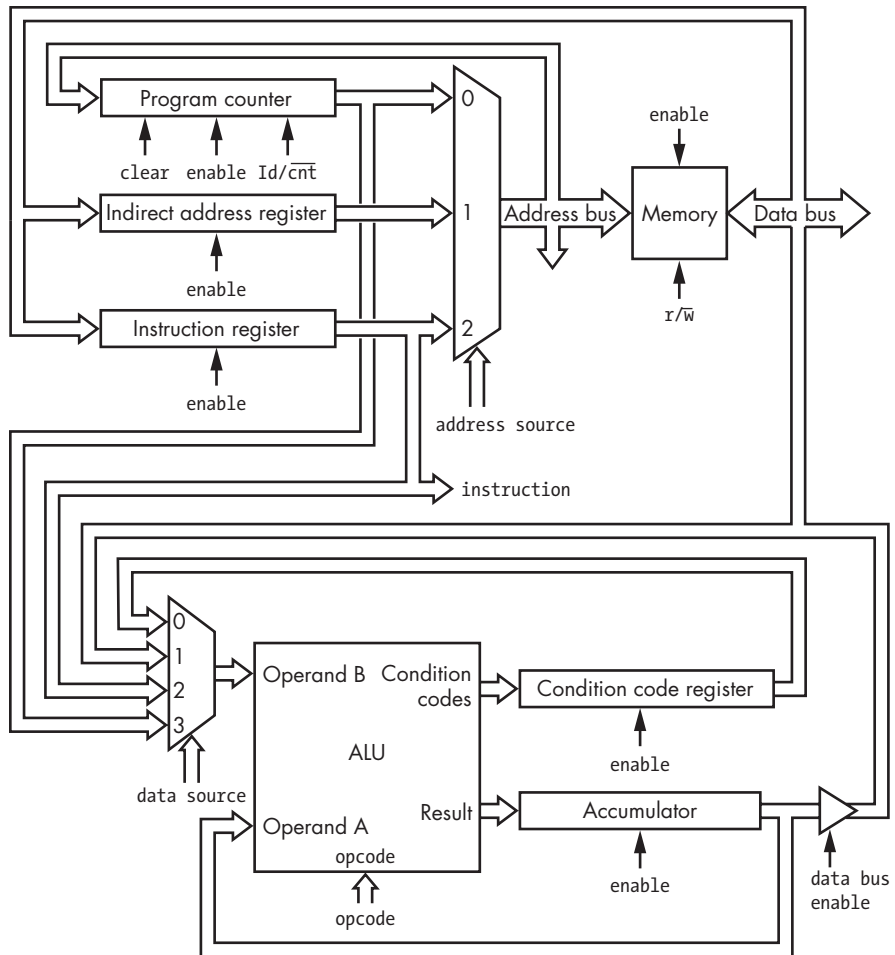 Program counter
0
clear
enable
Id/c̅n̅t̅
enable
Indirect address register
1
Address bus
Memory
Data bus
enable
r/w̅
Instruction register
2
enable
address source
instruction
0
1
2
3
Operand B
Condition
codes
Condition code register
enable
ALU
data source
Operand A
Result
Accumulator
opcode
enable
data bus
enable
opcode